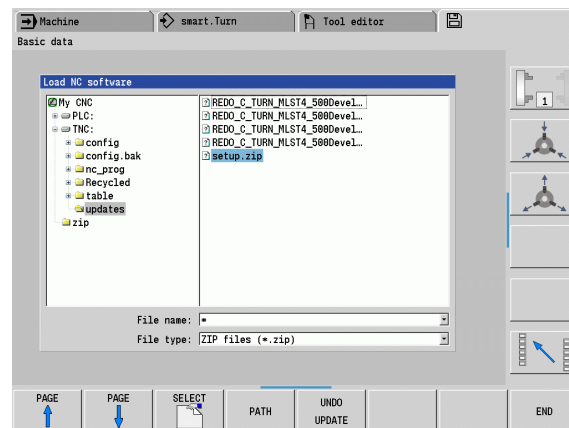 Machine
smart.Turn
Tool editor
Basic data
Load NC software
My CNC
PLC:
TNC:
config
config.bak
nc_prog
Recycled
table
updates
zip
REDO_C_TURN_MLST4_500Devel…
REDO_C_TURN_MLST4_500Devel…
REDO_C_TURN_MLST4_500Devel…
REDO_C_TURN_MLST4_500Devel…
setup.zip
File name: *
File type: ZIP files (*.zip)
1
PAGE
PAGE
SELECT
PATH
UNDO
UPDATE
END